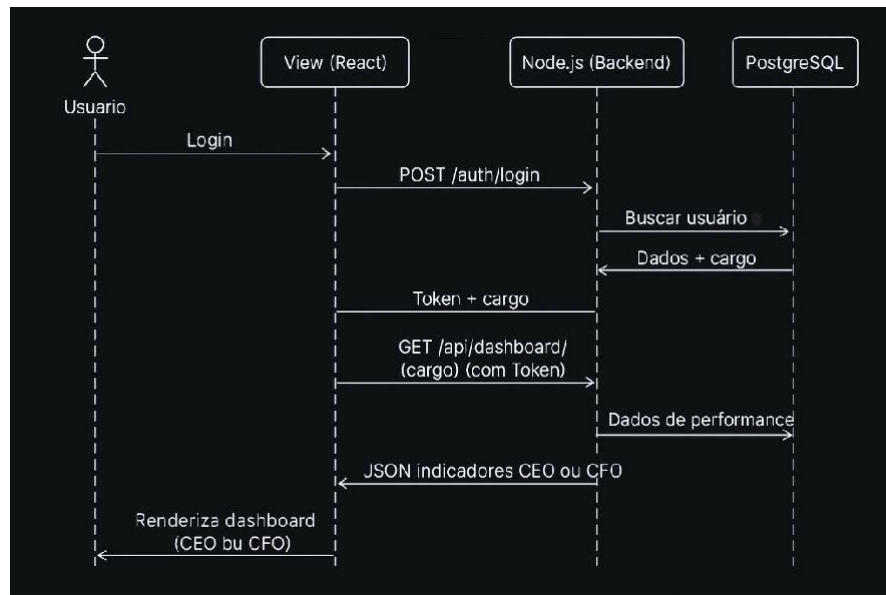 View (React)
Node.js (Backend)
PostgreSQL
Usuario
Login
POST /auth/login
Buscar usuário
Dados + cargo
Token + cargo
GET /api/dashboard/
(cargo) (com Token)
Dados de performance
JSON indicadores CEO ou CFO
Renderiza dashboard
(CEO bu CFO)